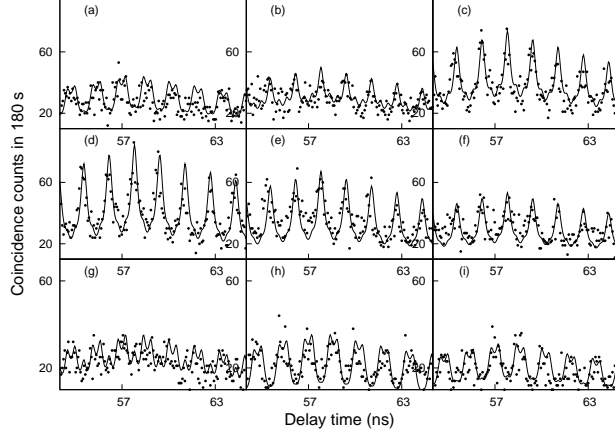 (a) (b) (c)
60 60 60
20 20 20
57 63 57 63 57 63
(d) (e) (f)
60 60 60
20 20 20
57 63 57 63 57 63
(g) (h) (i)
20 20 20
57 63 57 63 57 63
Coincidence counts in 180 s
Delay time (ns)